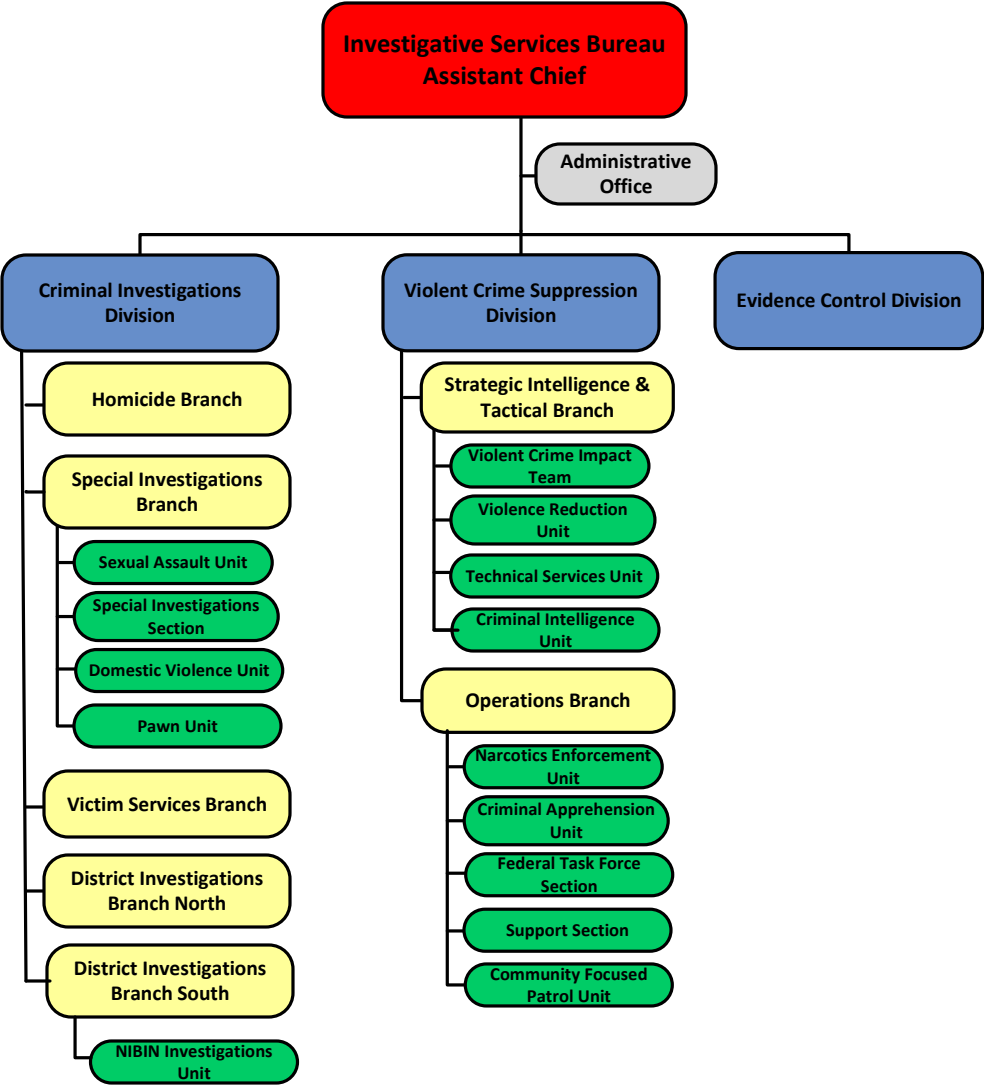 Investigative Services Bureau
Assistant Chief
Administrative
Office
Criminal Investigations
Division
Homicide Branch
Special Investigations
Branch
Sexual Assault Unit
Special Investigations
Section
Domestic Violence Unit
Pawn Unit
Victim Services Branch
District Investigations
Branch North
District Investigations
Branch South
NIBIN Investigations
Unit
Violent Crime Suppression
Division
Strategic Intelligence &
Tactical Branch
Violent Crime Impact
Team
Violence Reduction
Unit
Technical Services Unit
Criminal Intelligence
Unit
Operations Branch
Narcotics Enforcement
Unit
Criminal Apprehension
Unit
Federal Task Force
Section
Support Section
Community Focused
Patrol Unit
Evidence Control Division